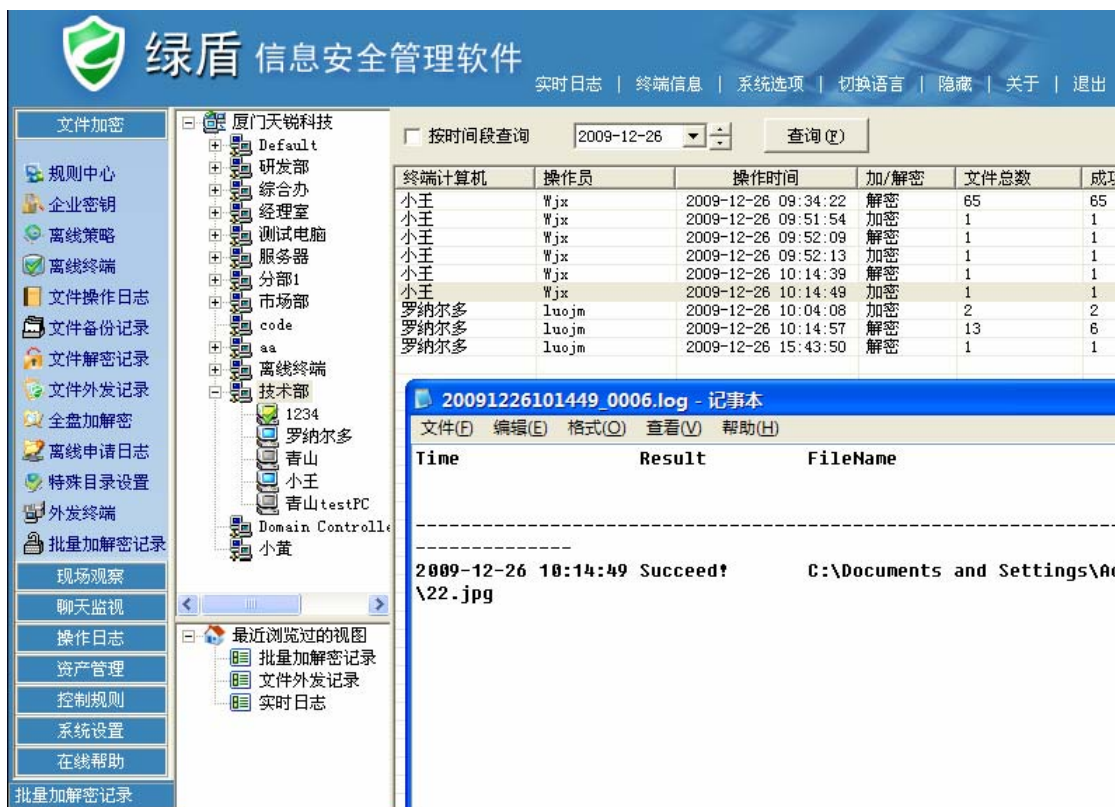 绿盾 信息安全管理软件
实时日志 | 终端信息 | 系统选项 | 切换语言 | 隐藏 | 关于 | 退出
文件加密
规则中心
企业密钥
离线策略
离线终端
文件操作日志
文件备份记录
文件解密记录
文件外发记录
全盘加解密
离线申请日志
特殊目录设置
外发终端
批量加解密记录
现场观察
聊天监视
操作日志
资产管理
控制规则
系统设置
在线帮助
批量加解密记录
厦门天锐科技
Default
研发部
综合办
经理室
测试电脑
服务器
分部1
市场部
code
aa
离线终端
技术部
1234
罗纳尔多
青山
小王
青山testPC
Domain Controlle
小黄
最近浏览过的视图
批量加解密记录
文件外发记录
实时日志
按时间段查询 2009-12-26 查询(F)
终端计算机 操作员 操作时间 加/解密 文件总数 成功
小王 Wjx 2009-12-26 09:34:22 解密 65 65
小王 Wjx 2009-12-26 09:51:54 加密 1 1
小王 Wjx 2009-12-26 09:52:09 解密 1 1
小王 Wjx 2009-12-26 09:52:13 加密 1 1
小王 Wjx 2009-12-26 10:14:39 解密 1 1
小王 Wjx 2009-12-26 10:14:49 加密 1 1
罗纳尔多 luojm 2009-12-26 10:04:08 加密 2 2
罗纳尔多 luojm 2009-12-26 10:14:57 解密 13 6
罗纳尔多 luojm 2009-12-26 15:43:50 解密 1 1
20091226101449_0006.log - 记事本
文件(F) 编辑(E) 格式(O) 查看(V) 帮助(H)
Time Result FileName
2009-12-26 10:14:49 Succeed! C:\Documents and Settings\Ad
\22.jpg